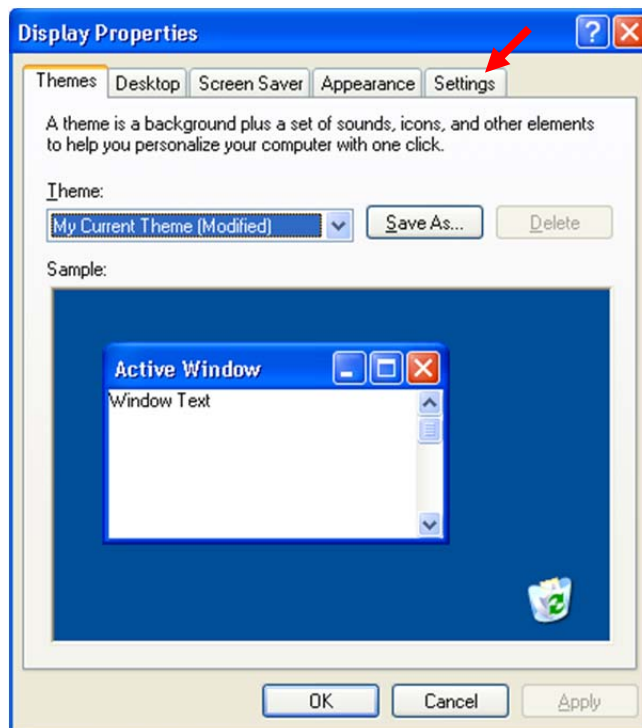 Display Properties
?
Themes Desktop Screen Saver Appearance Settings
A theme is a background plus a set of sounds, icons, and other elements
to help you personalize your computer with one click.
Theme:
My Current Theme (Modified) Save As... Delete
Sample:
Active Window
Window Text
OK Cancel Apply